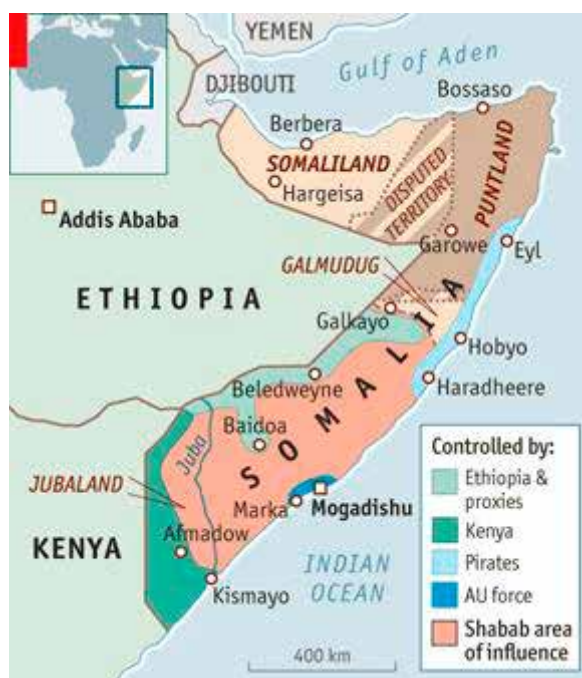 YEMEN
Gulf of Aden
DJIBOUTI
Bossaso
Berbera
SOMALILAND
Hargeisa
DISPUTED
TERRITORY
PUNTLAND
Addis Ababa
Garowe
Eyl
GALMUDUG
ETHIOPIA
Galkayo
SOMALIA
Hobyo
Beledweyne
Haradheere
Baidoa
Juba
JUBALAND
Marka
Mogadishu
KENYA
Afmadow
INDIAN
OCEAN
Kismayo
400 km
Controlled by:
Ethiopia &
proxies
Kenya
Pirates
AU force
Shabab area
of influence